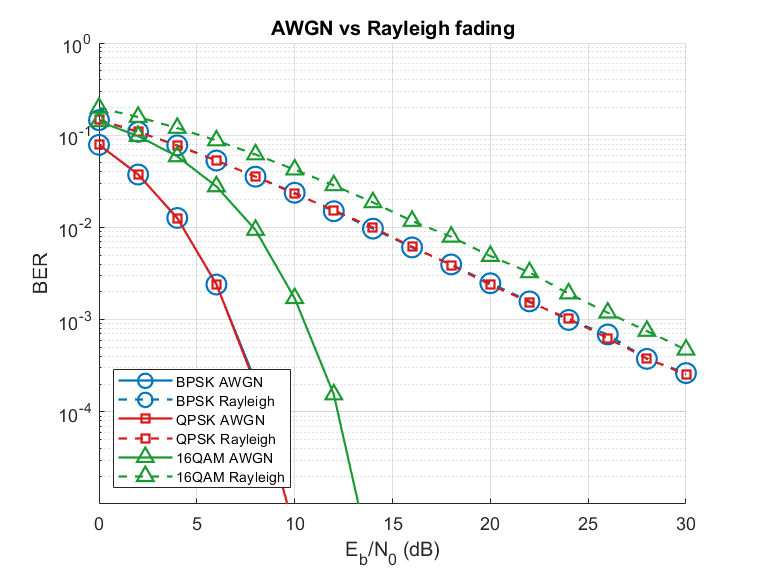 AWGN vs Rayleigh fading
10^0
10^-1
10^-2
10^-3
10^-4
BER
BPSK AWGN
BPSK Rayleigh
QPSK AWGN
QPSK Rayleigh
16QAM AWGN
16QAM Rayleigh
0 5 10 15 20 25 30
E_b/N_0 (dB)